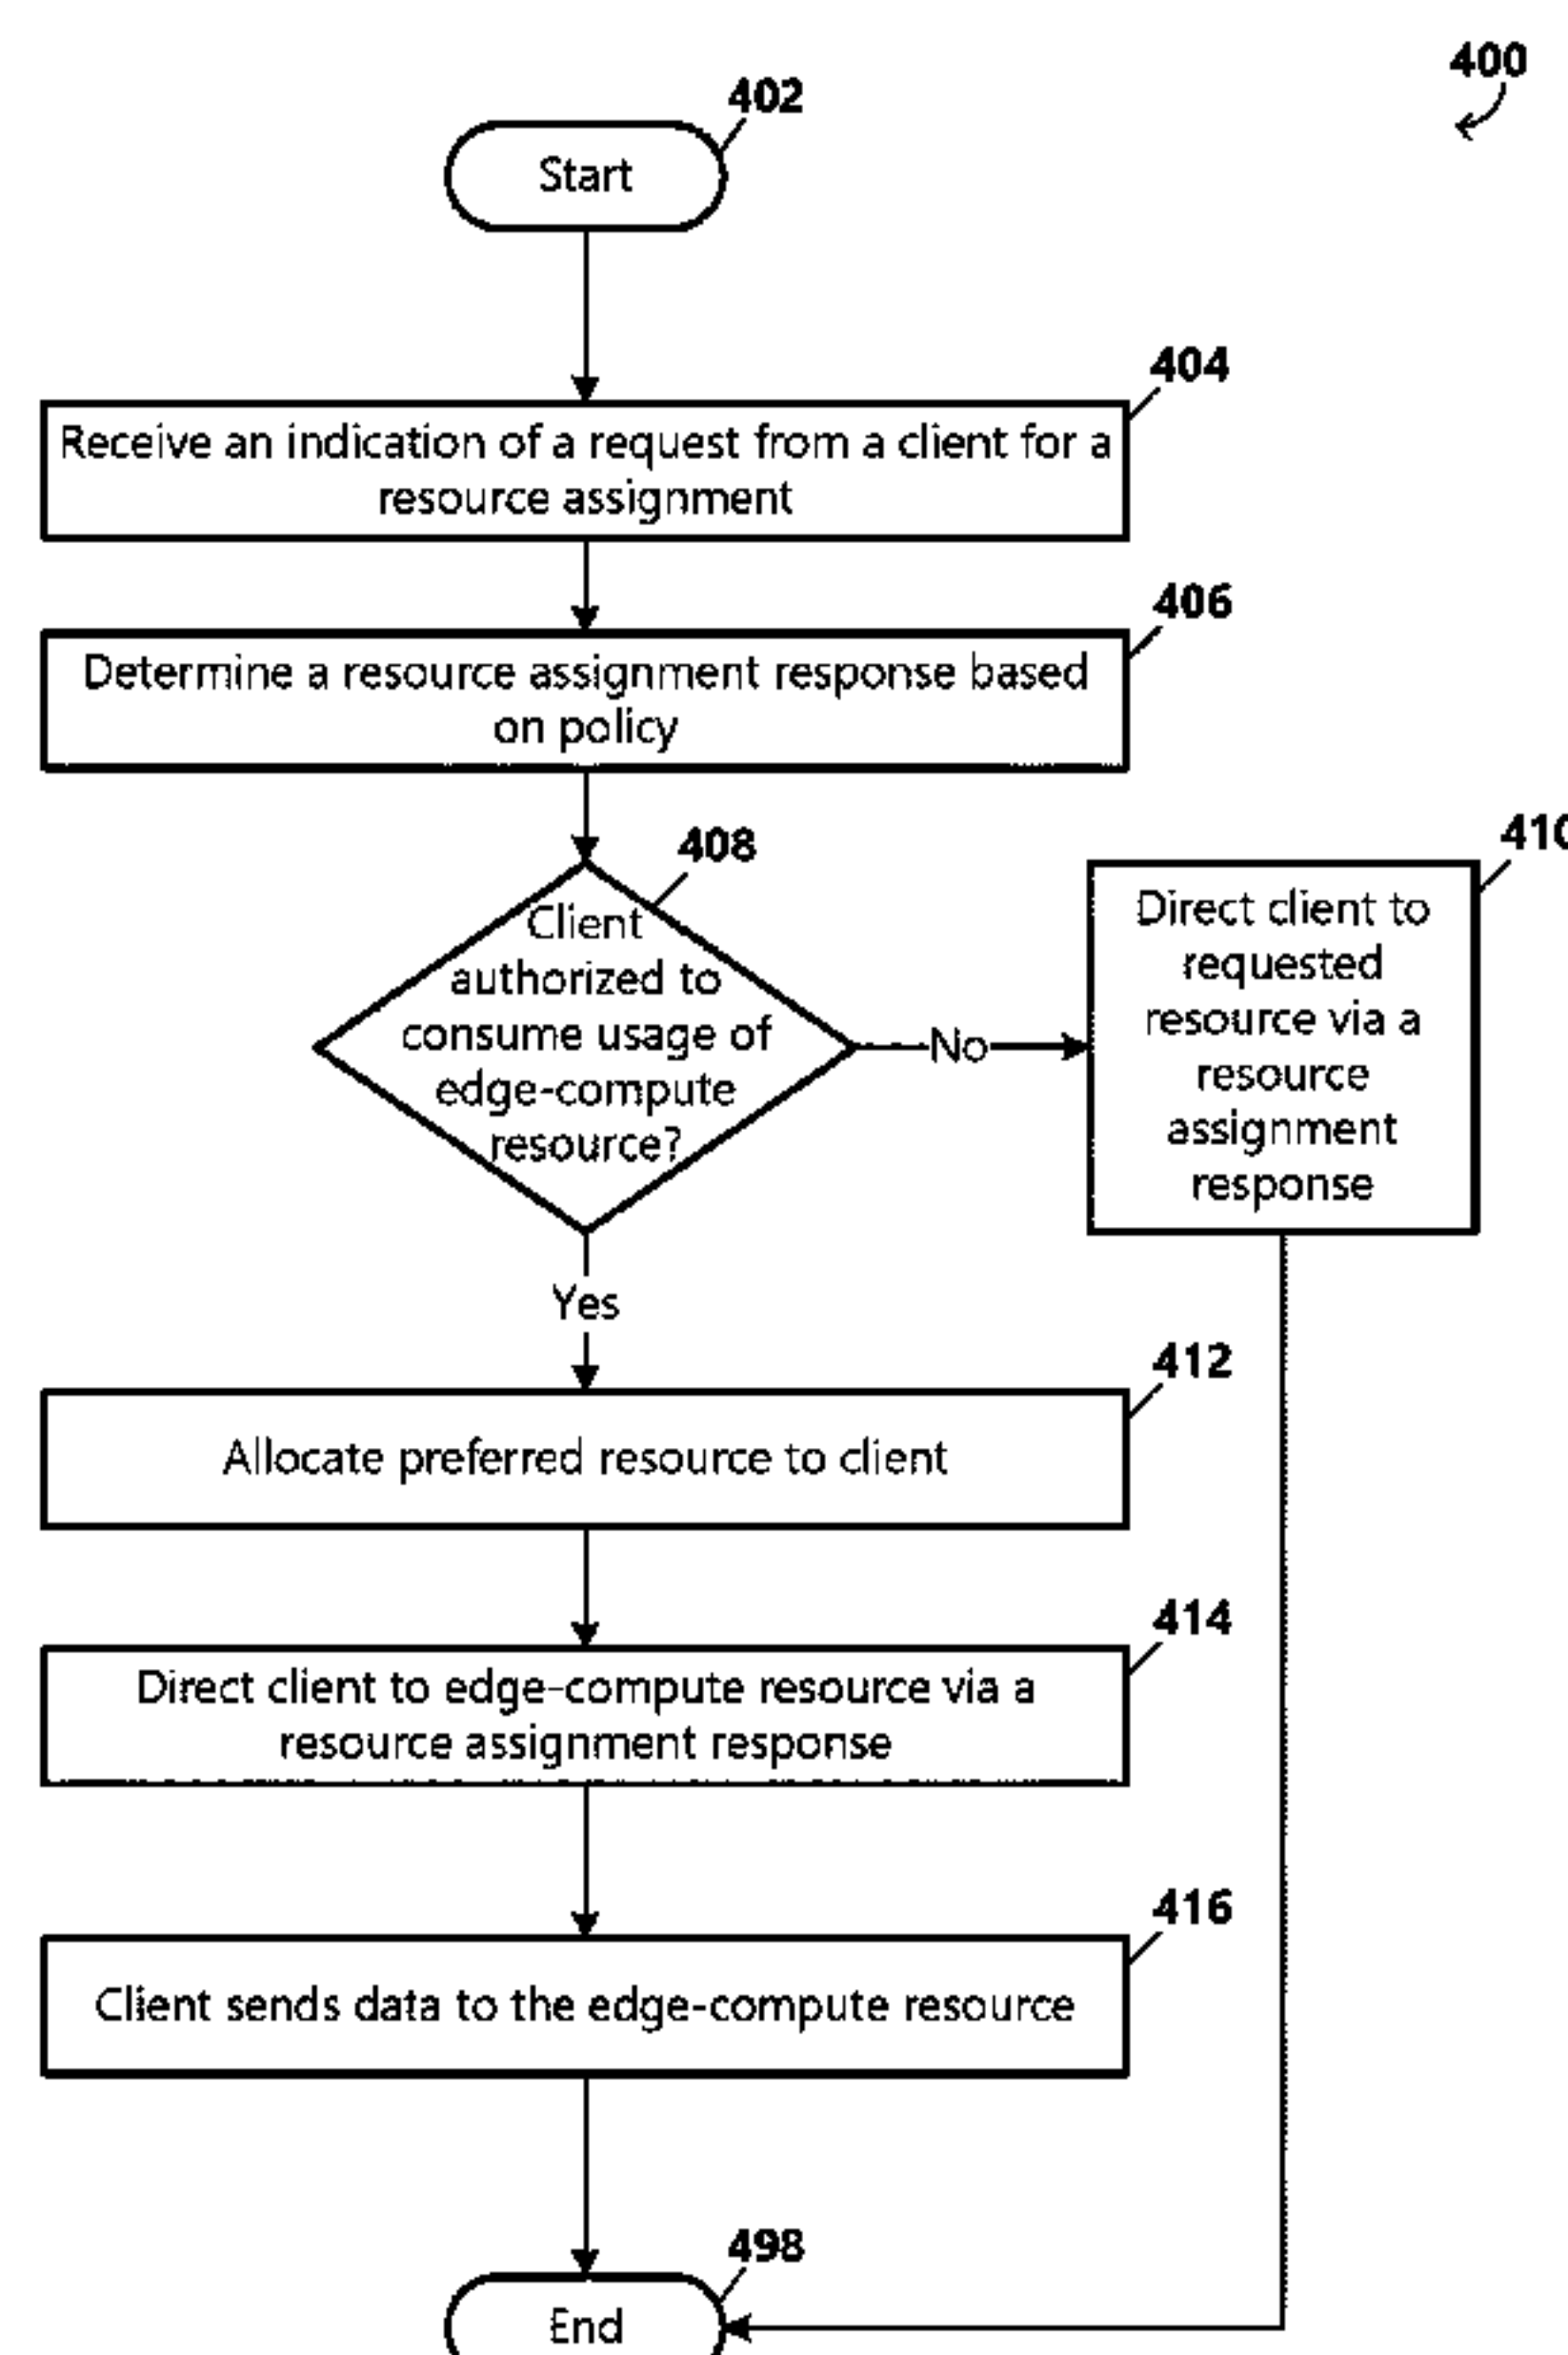 400
402
Start
404
Receive an indication of a request from a client for a
resource assignment
406
Determine a resource assignment response based
on policy
408
Client
authorized to
consume usage of
edge-compute
resource?
No
410
Direct client to
requested
resource via a
resource
assignment
response
Yes
412
Allocate preferred resource to client
414
Direct client to edge-compute resource via a
resource assignment response
416
Client sends data to the edge-compute resource
498
End